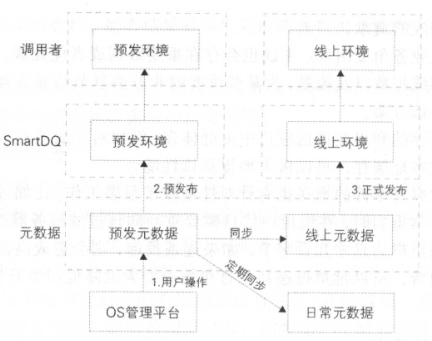 调用者
预发环境
线上环境
SmartDQ
预发环境
线上环境
2.预发布
3.正式发布
元数据
预发元数据
同步
线上元数据
定期同步
1.用户操作
OS管理平台
日常元数据